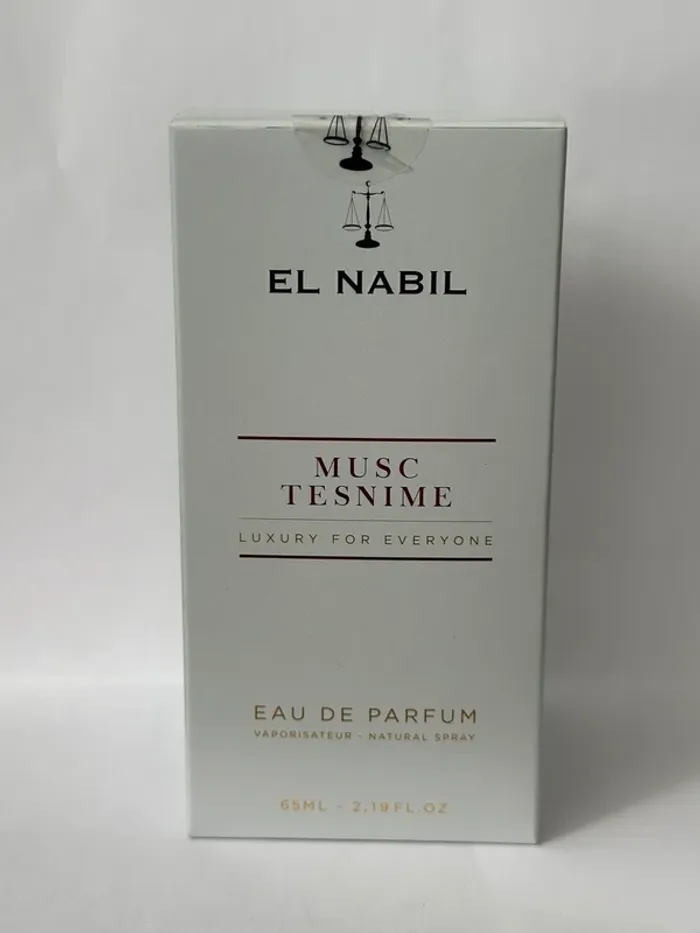 EL NABIL
MUSC
TESNIME
LUXURY FOR EVERYONE
EAU DE PARFUM
VAPORISATEUR - NATURAL SPRAY
65ML - 2,19FL.OZ